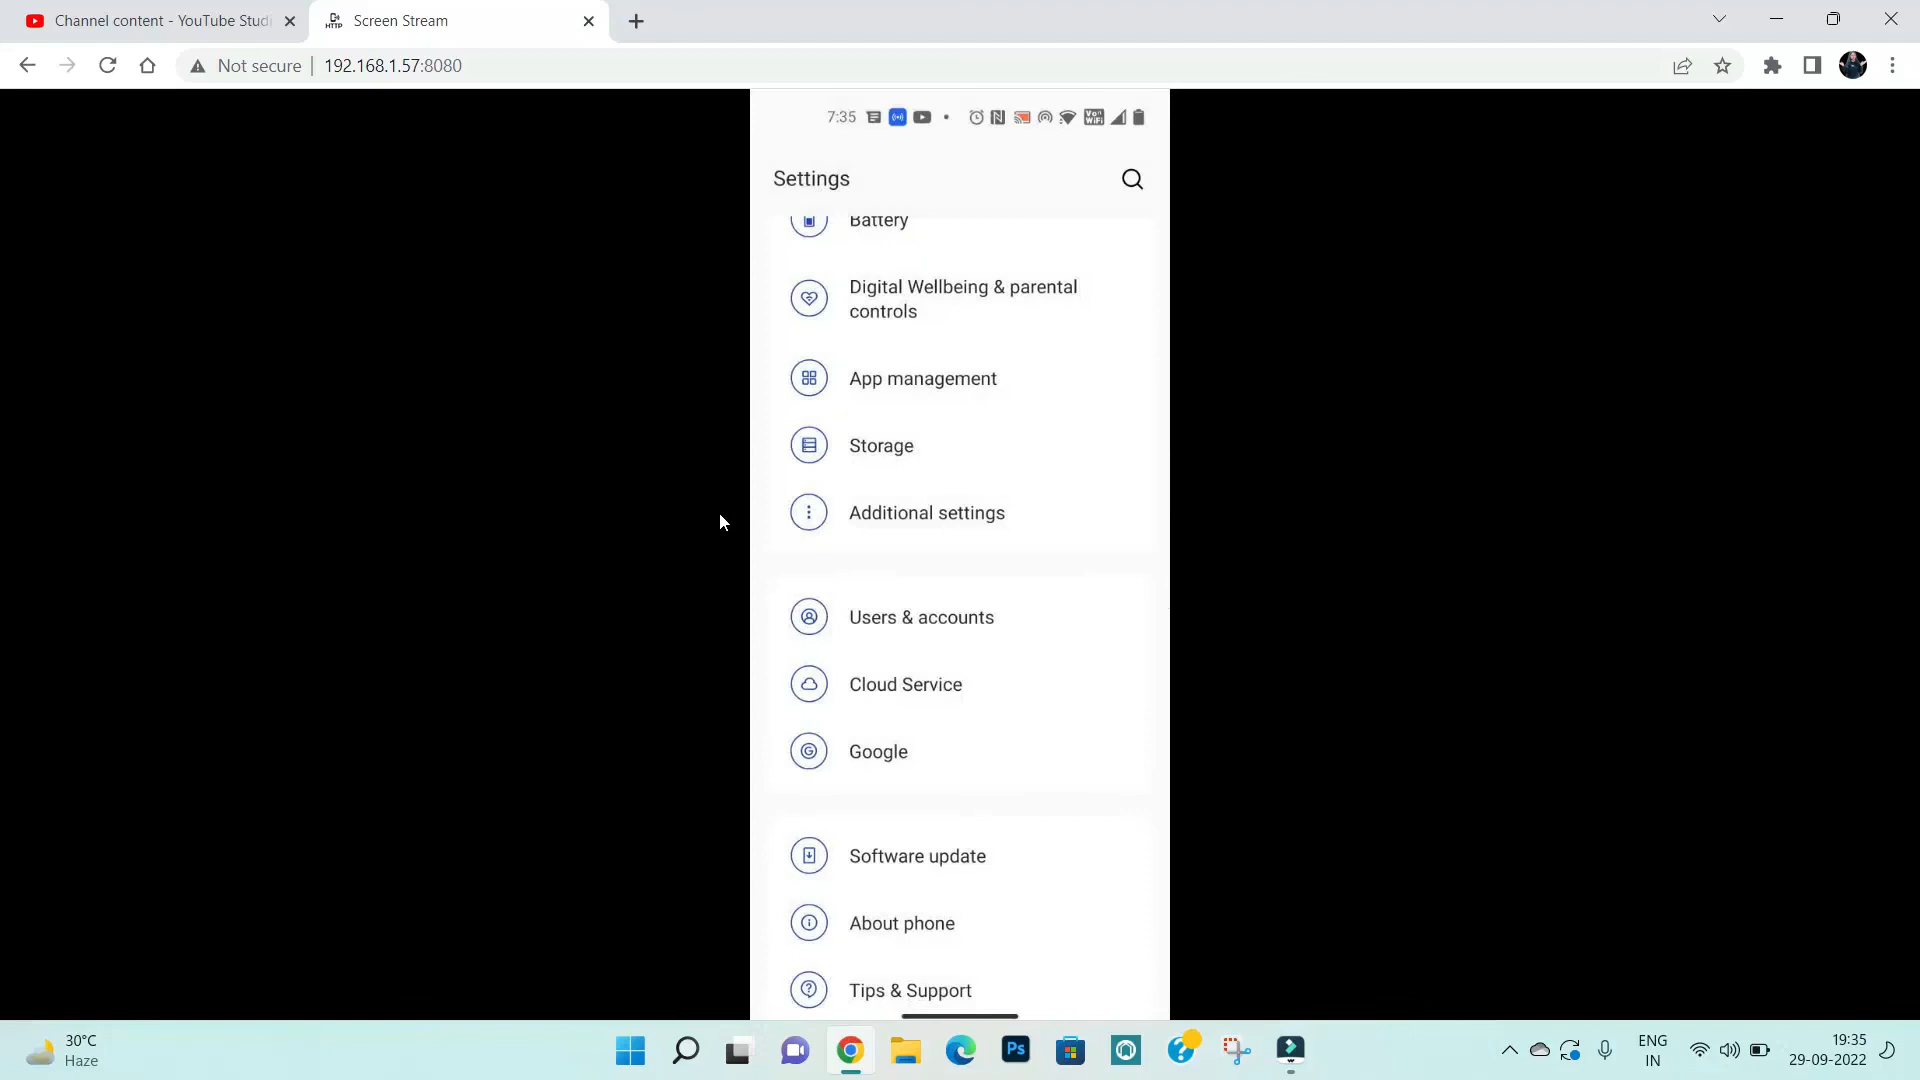 Channel content - YouTube Studi
Screen Stream
Not secure
192.168.1.57:8080
7:35
Settings
Battery
Digital Wellbeing & parental
controls
App management
Storage
Additional settings
Users & accounts
Cloud Service
Google
Software update
About phone
Tips & Support
30°C
Haze
Ps
ENG
IN
19:35
29-09-2022